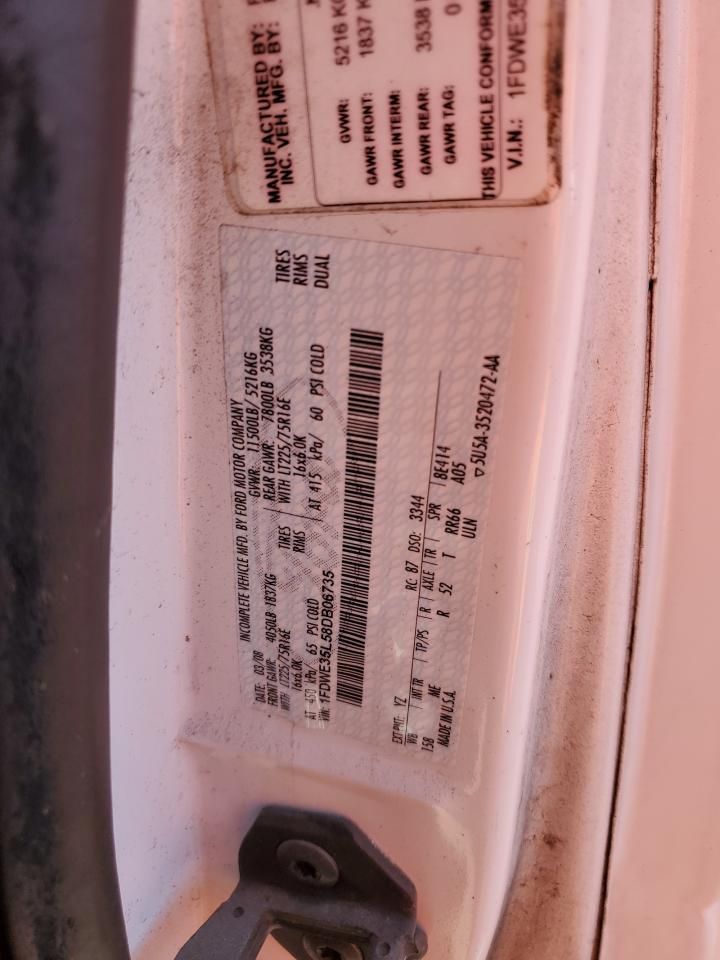 MANUFACTURED BY:
INC. VEH. MFG. BY:
GVWR: 5216
GAWR FRONT: 1837
GAWR INTERM:
GAWR REAR: 3538
GAWR TAG: 0
THIS VEHICLE CONFORM
V.I.N.: 1FDWE35
INCOMPLETE VEHICLE MFD. BY FORD MOTOR COMPANY
DATE: 03/08 GVWR: 11500LB/ 5216KG
FRONT GAWR: 4050LB 1837KG REAR GAWR: 7800LB 3538KG
WITH LT225/75R16E TIRES WITH LT225/75R16E TIRES
16x6.0K RIMS 16x6.0K RIMS
AT 450 kPa/ 65 PSI COLD AT 415 kPa/ 60 PSI COLD DUAL
VIN: 1FDWE35L58DB06735
EXT PNT: YZ RC: 87 DSO: 3344
WB INT TR TP/PS R AXLE TR SPR 8E414
158 ME R 52 T RR66 A05
MADE IN U.S.A. ULN
▽5U5A-3520472-AA